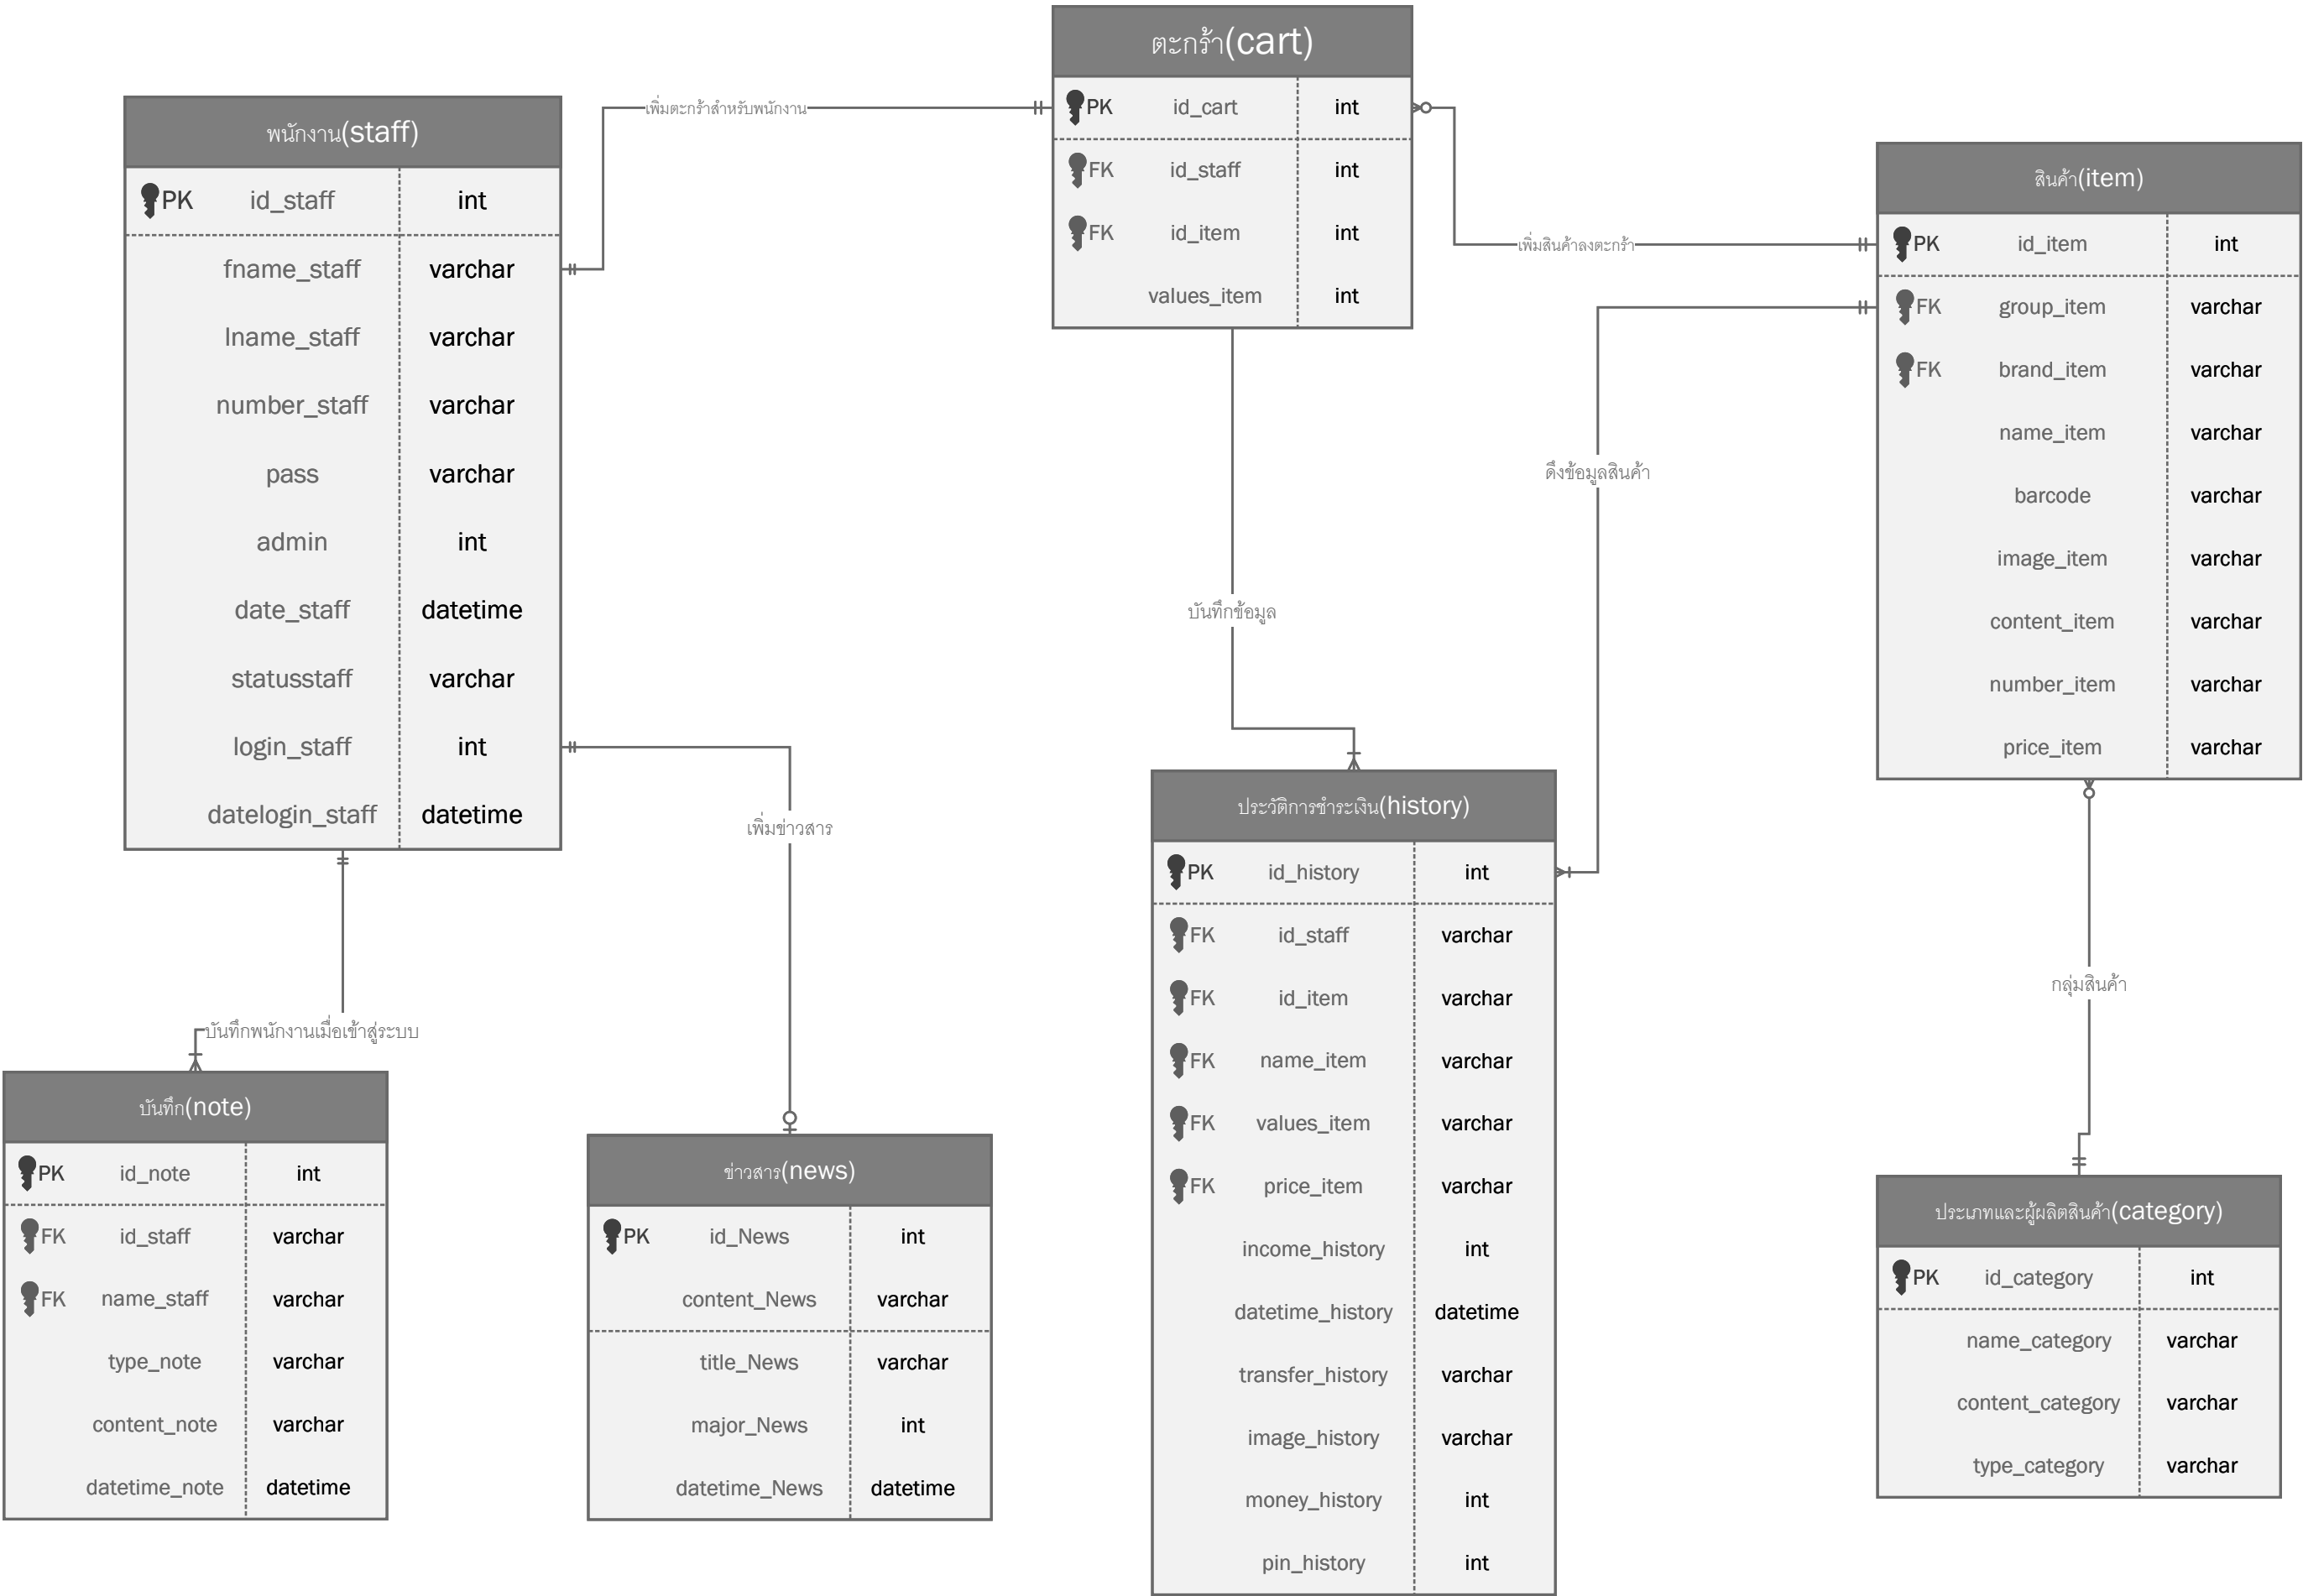 ตะกร้า(cart)
PK id_cart int
FK id_staff int
FK id_item int
values_item int
พนักงาน(staff)
PK id_staff int
fname_staff varchar
lname_staff varchar
number_staff varchar
pass varchar
admin int
date_staff datetime
statusstaff varchar
login_staff int
datelogin_staff datetime
เพิ่มตะกร้าสำหรับพนักงาน
สินค้า(item)
PK id_item int
FK group_item varchar
FK brand_item varchar
name_item varchar
barcode varchar
image_item varchar
content_item varchar
number_item varchar
price_item varchar
เพิ่มสินค้าลงตะกร้า
ดึงข้อมูลสินค้า
บันทึกข้อมูล
เพิ่มข่าวสาร
ประวัติการชำระเงิน(history)
PK id_history int
FK id_staff varchar
FK id_item varchar
FK name_item varchar
FK values_item varchar
FK price_item varchar
income_history int
datetime_history datetime
transfer_history varchar
image_history varchar
money_history int
pin_history int
กลุ่มสินค้า
บันทึกพนักงานเมื่อเข้าสู่ระบบ
บันทึก(note)
PK id_note int
FK id_staff varchar
FK name_staff varchar
type_note varchar
content_note varchar
datetime_note datetime
ข่าวสาร(news)
PK id_News int
content_News varchar
title_News varchar
major_News int
datetime_News datetime
ประเภทและผู้ผลิตสินค้า(category)
PK id_category int
name_category varchar
content_category varchar
type_category varchar